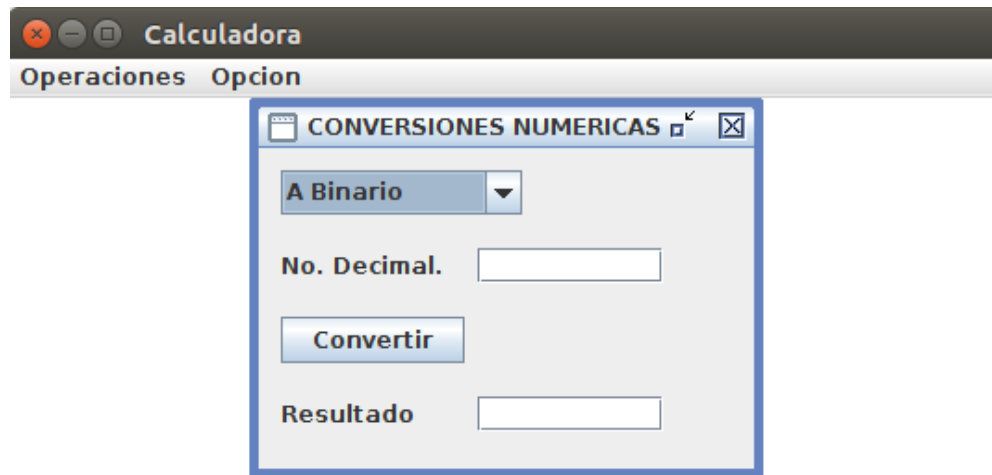 Calculadora
Operaciones Opcion
CONVERSIONES NUMERICAS
A Binario
No. Decimal.
Convertir
Resultado